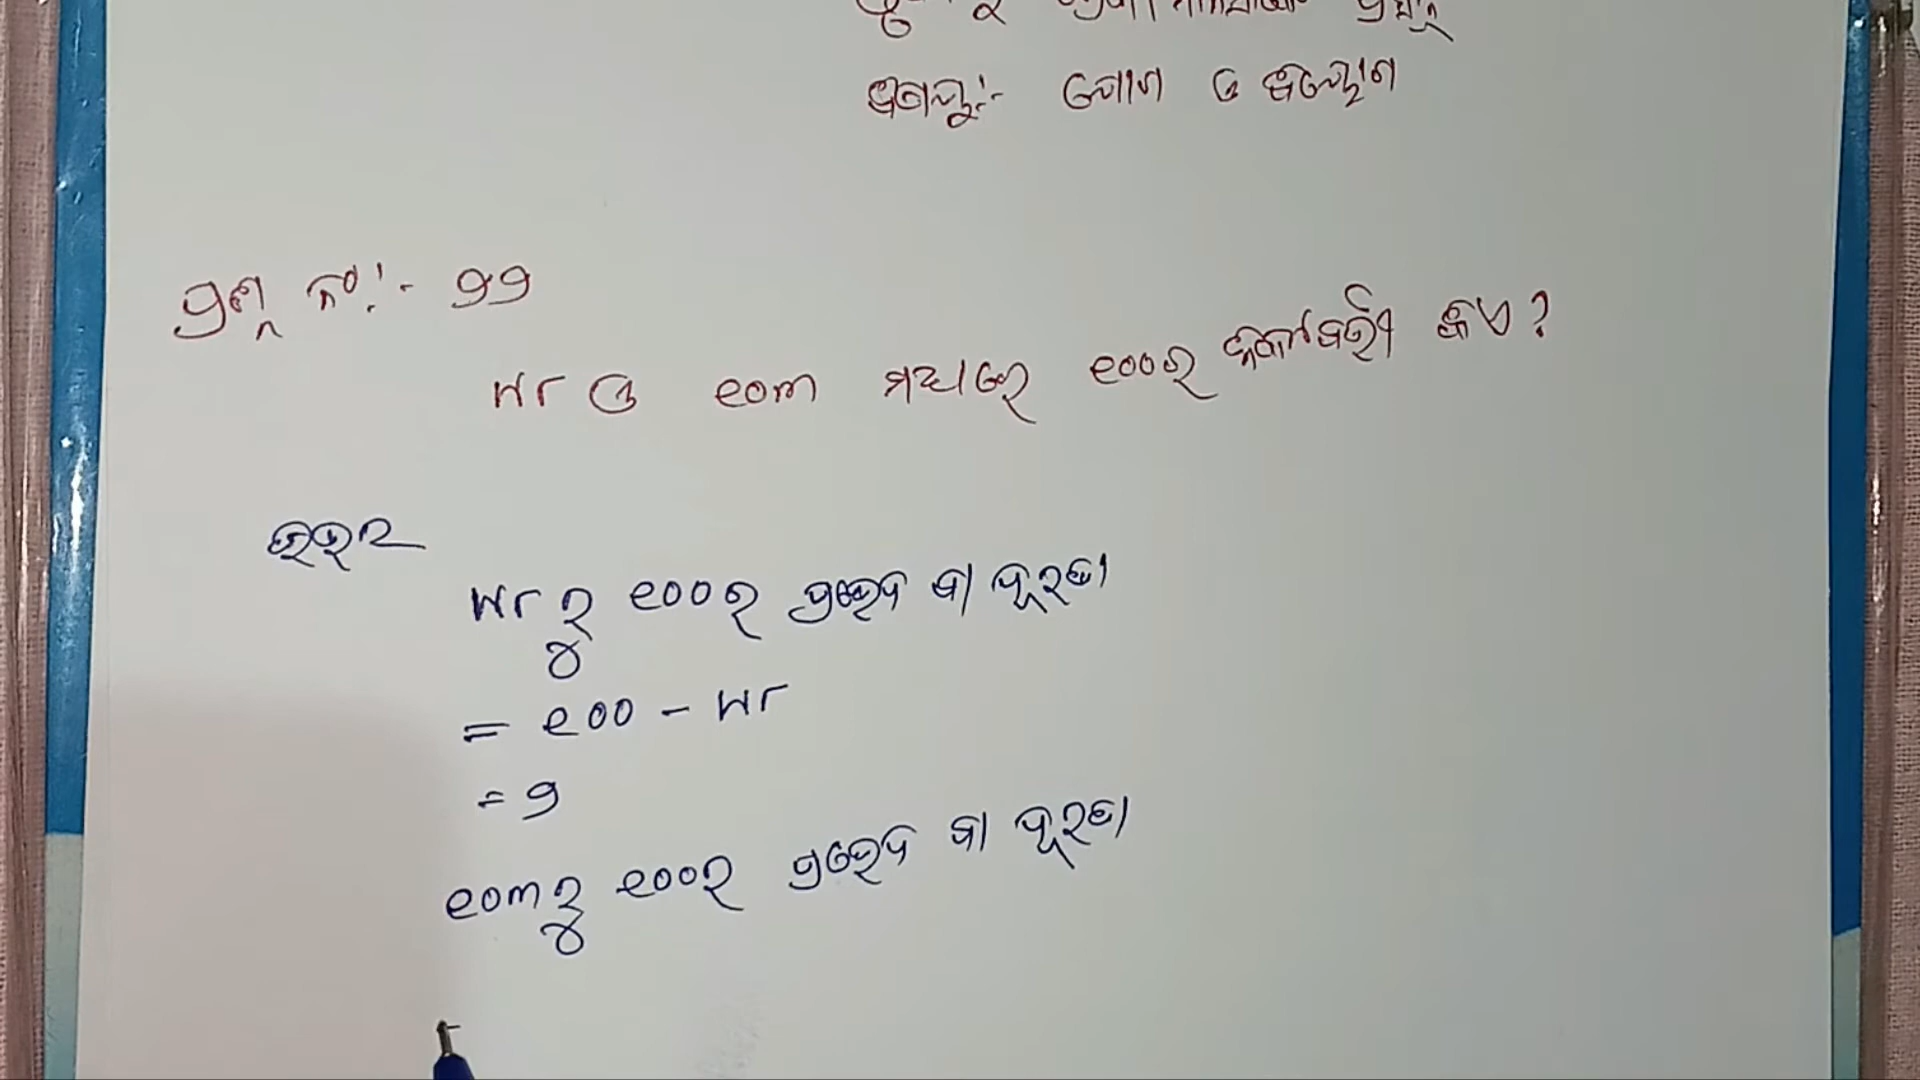 ପ୍ରସଙ୍ଗ:- ଯୋଗ ଓ ବିୟୋଗ
ପ୍ରଶ୍ନ ନଂ:- ୨୨
୯୮ ଓ ୧୦୩ ମଧ୍ୟରେ ୧୦୦ର ନିକଟବର୍ତ୍ତୀ କିଏ ?
ଉତ୍ତର
୯୮ ରୁ ୧୦୦ର ପ୍ରଭେଦ ବା ଦୂରତା
= ୧୦୦ - ୯୮
= ୨
୧୦୩ ରୁ ୧୦୦ର ପ୍ରଭେଦ ବା ଦୂରତା